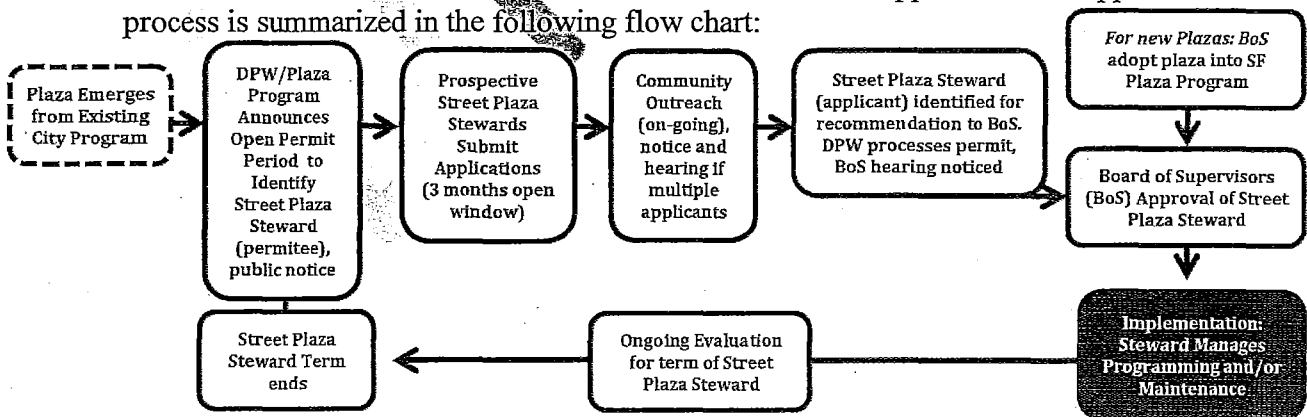 process is summarized in the following flow chart:
Plaza Emerges
from Existing
City Program
DPW/Plaza
Program
Announces
Open Permit
Period to
Identify
Street Plaza
Steward
(permitee),
public notice
Prospective
Street Plaza
Stewards
Submit
Applications
(3 months open
window)
Community
Outreach
(on-going),
notice and
hearing if
multiple
applicants
Street Plaza Steward
(applicant) identified for
recommendation to BoS.
DPW processes permit,
BoS hearing noticed
For new Plazas: BoS
adopt plaza into SF
Plaza Program
Board of Supervisors
(BoS) Approval of Street
Plaza Steward
Implementation:
Steward Manages
Programming and/or
Maintenance
Ongoing Evaluation
for term of Street
Plaza Steward
Street Plaza
Steward Term
ends